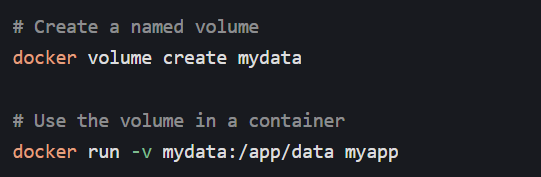 # Create a named volume
docker volume create mydata
# Use the volume in a container
docker run -v mydata:/app/data myapp